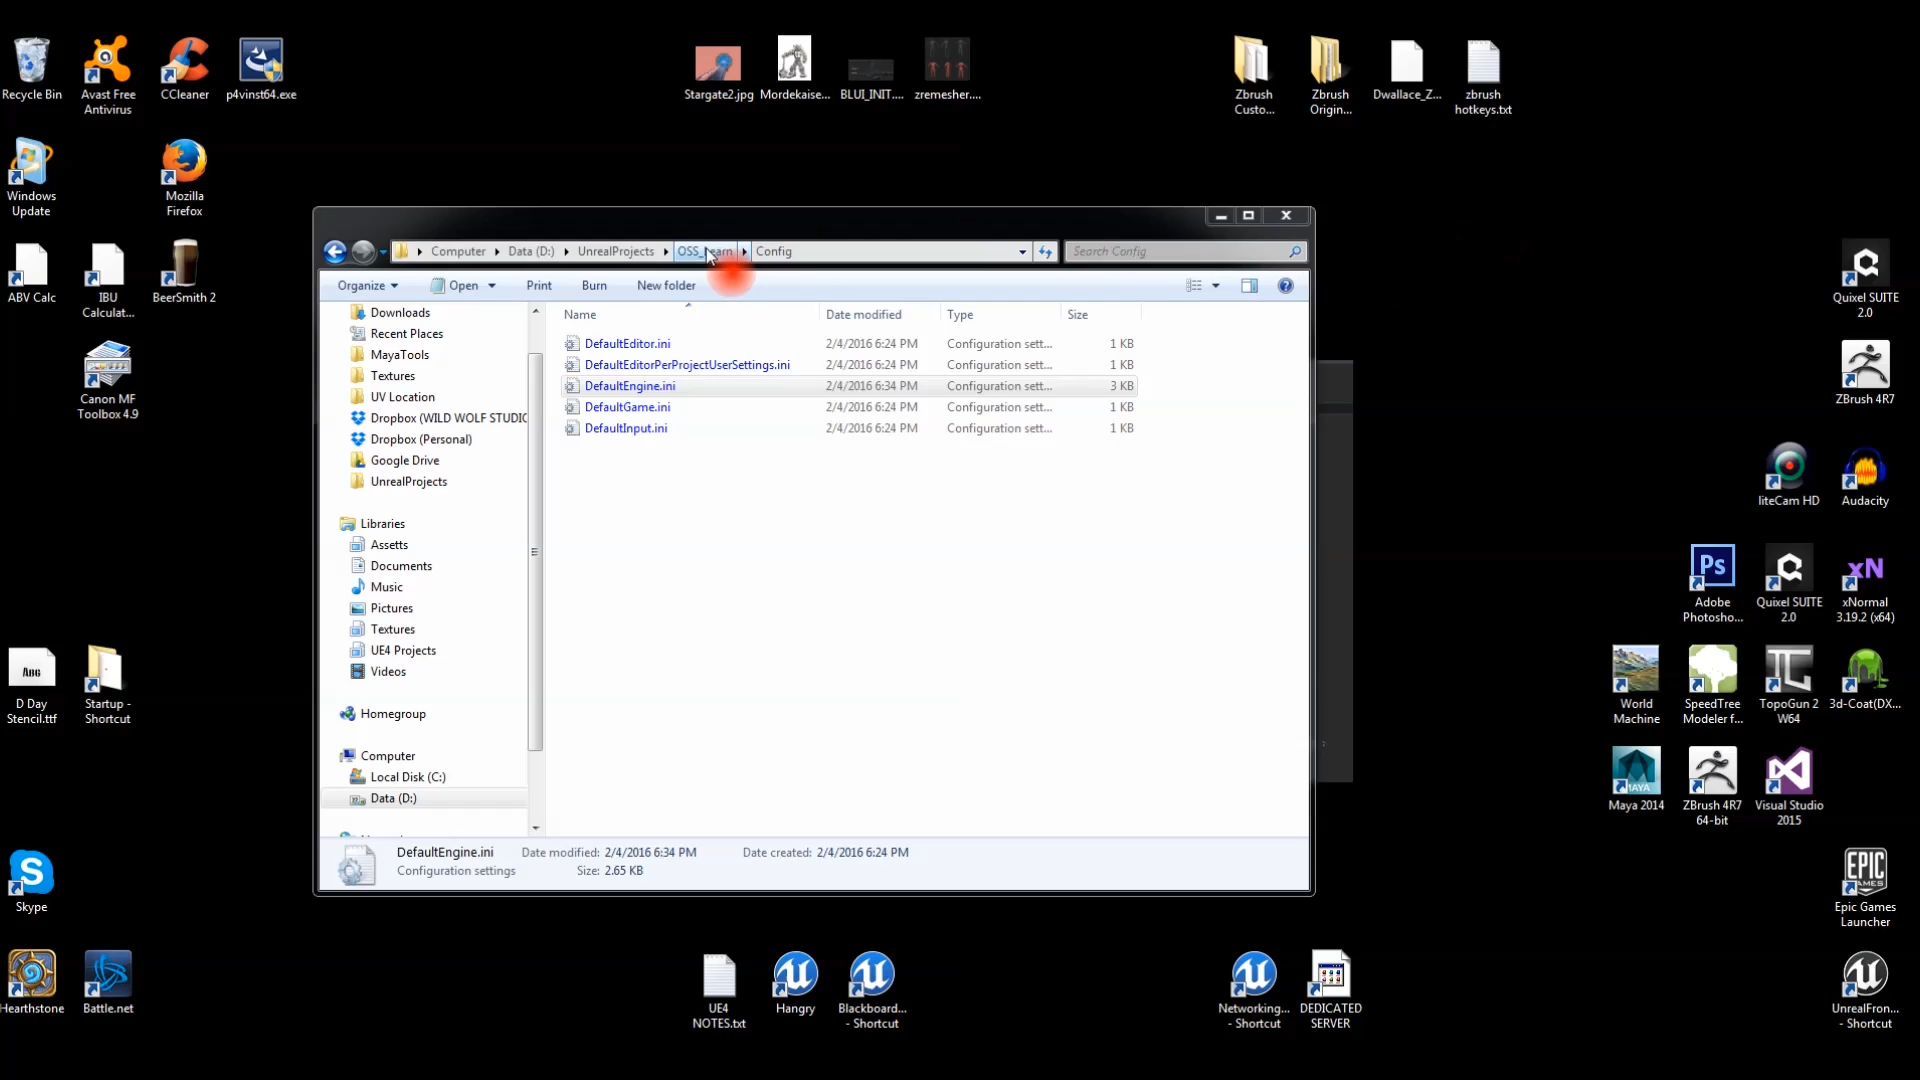 Recycle Bin
Avast Free
Antivirus
CCleaner
p4vinst64.exe
Stargate2.jpg
Mordekaise...
BLUI_INIT....
zremesher....
Zbrush
Custo...
Zbrush
Origin...
Dwallace_Z...
zbrush
hotkeys.txt
Windows
Update
Mozilla
Firefox
ABV Calc
IBU
Calculat...
BeerSmith 2
Canon MF
Toolbox 4.9
Computer
Data (D:)
UnrealProjects
Config
Search Config
Organize
Open
Print
Burn
New folder
Name
Date modified
Type
Size
DefaultEditor.ini 2/4/2016 6:24 PM Configuration sett... 1 KB
DefaultEditorPerProjectUserSettings.ini 2/4/2016 6:24 PM Configuration sett... 1 KB
DefaultEngine.ini 2/4/2016 6:34 PM Configuration sett... 3 KB
DefaultGame.ini 2/4/2016 6:24 PM Configuration sett... 1 KB
DefaultInput.ini 2/4/2016 6:24 PM Configuration sett... 1 KB
Downloads
Recent Places
MayaTools
Textures
UV Location
Dropbox (WILD WOLF STUDIO
Dropbox (Personal)
Google Drive
UnrealProjects
Libraries
Assetts
Documents
Music
Pictures
Textures
UE4 Projects
Videos
Homegroup
Computer
Local Disk (C:)
Data (D:)
DefaultEngine.ini
Date modified: 2/4/2016 6:34 PM
Date created: 2/4/2016 6:24 PM
Configuration settings
Size: 2.65 KB
Quixel SUITE
2.0
ZBrush 4R7
liteCam HD
Audacity
Ps
Adobe
Photosho...
Quixel SUITE
2.0
xN
xNormal
3.19.2 (x64)
World
Machine
SpeedTree
Modeler f...
TopoGun 2
W64
3d-Coat(DX...
MAYA
Maya 2014
ZBrush 4R7
64-bit
Visual Studio
2015
Abg
D Day
Stencil.ttf
Startup -
Shortcut
Skype
EPIC
GAMES
Epic Games
Launcher
Hearthstone
Battle.net
UE4
NOTES.txt
Hangry
Blackboard...
- Shortcut
Networking...
- Shortcut
DEDICATED
SERVER
UnrealFron...
- Shortcut